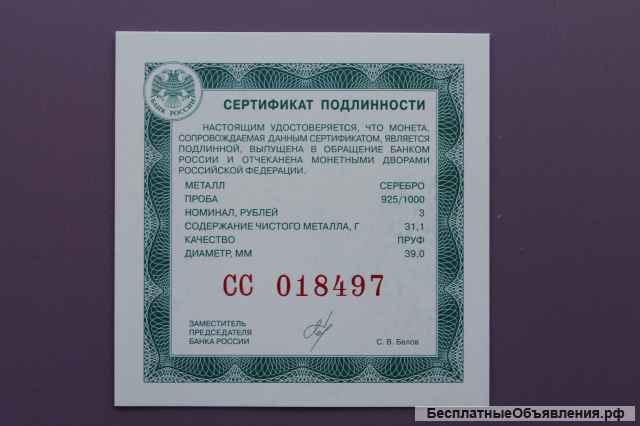 БАНК РОССИИ
СЕРТИФИКАТ ПОДЛИННОСТИ
НАСТОЯЩИМ УДОСТОВЕРЯЕТСЯ, ЧТО МОНЕТА,
СОПРОВОЖДАЕМАЯ ДАННЫМ СЕРТИФИКАТОМ, ЯВЛЯЕТСЯ
ПОДЛИННОЙ, ВЫПУЩЕНА В ОБРАЩЕНИЕ БАНКОМ
РОССИИ И ОТЧЕКАНЕНА МОНЕТНЫМИ ДВОРАМИ
РОССИЙСКОЙ ФЕДЕРАЦИИ.
МЕТАЛЛ СЕРЕБРО
ПРОБА 925/1000
НОМИНАЛ, РУБЛЕЙ 3
СОДЕРЖАНИЕ ЧИСТОГО МЕТАЛЛА, Г 31,1
КАЧЕСТВО ПРУФ
ДИАМЕТР, ММ 39,0
СС 018497
ЗАМЕСТИТЕЛЬ
ПРЕДСЕДАТЕЛЯ
БАНКА РОССИИ С. В. Белов
БесплатныеОбъявления.рф